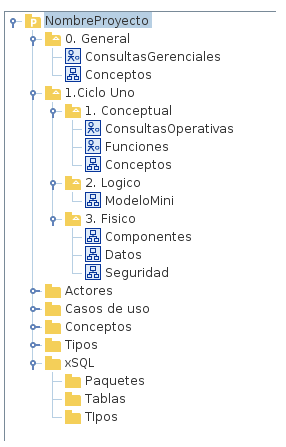 NombreProyecto
0. General
ConsultasGerenciales
Conceptos
1.Ciclo Uno
1. Conceptual
ConsultasOperativas
Funciones
Conceptos
2. Logico
ModeloMini
3. Fisico
Componentes
Datos
Seguridad
Actores
Casos de uso
Conceptos
Tipos
xSQL
Paquetes
Tablas
TIpos